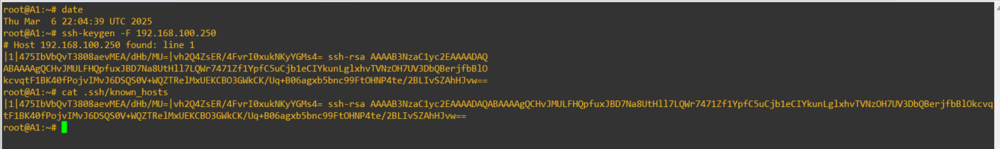 root@A1:~# date
Thu Mar  6 22:04:39 UTC 2025
root@A1:~# ssh-keygen -F 192.168.100.250
# Host 192.168.100.250 found: line 1
|1|475IbVbQvT3808aevMEA/dHb/MU=|vh2Q4ZsER/4FvrI0xukNKyYGMs4= ssh-rsa AAAAB3NzaC1yc2EAAAADAQ
ABAAAAgQCHvJMULFHQpfuxJBD7Na8UtHll7LQWr7471Zf1YpfC5uCjb1eCIYkunLglxhvTVNzOH7UV3DbQBerjfbBlO
kcvqtF1BK40fPojvIMvJ6DSQS0V+WQZTRelMxUEKCBO3GWkCK/Uq+B06agxb5bnc99FtOHNP4te/2BLIvSZAhHJvw==
root@A1:~# cat .ssh/known_hosts
|1|475IbVbQvT3808aevMEA/dHb/MU=|vh2Q4ZsER/4FvrI0xukNKyYGMs4= ssh-rsa AAAAB3NzaC1yc2EAAAADAQABAAAAgQCHvJMULFHQpfuxJBD7Na8UtHll7LQWr7471Zf1YpfC5uCjb1eCIYkunLglxhvTVNzOH7UV3DbQBerjfbBlOkcvq
tF1BK40fPojvIMvJ6DSQS0V+WQZTRelMxUEKCBO3GWkCK/Uq+B06agxb5bnc99FtOHNP4te/2BLIvSZAhHJvw==
root@A1:~#